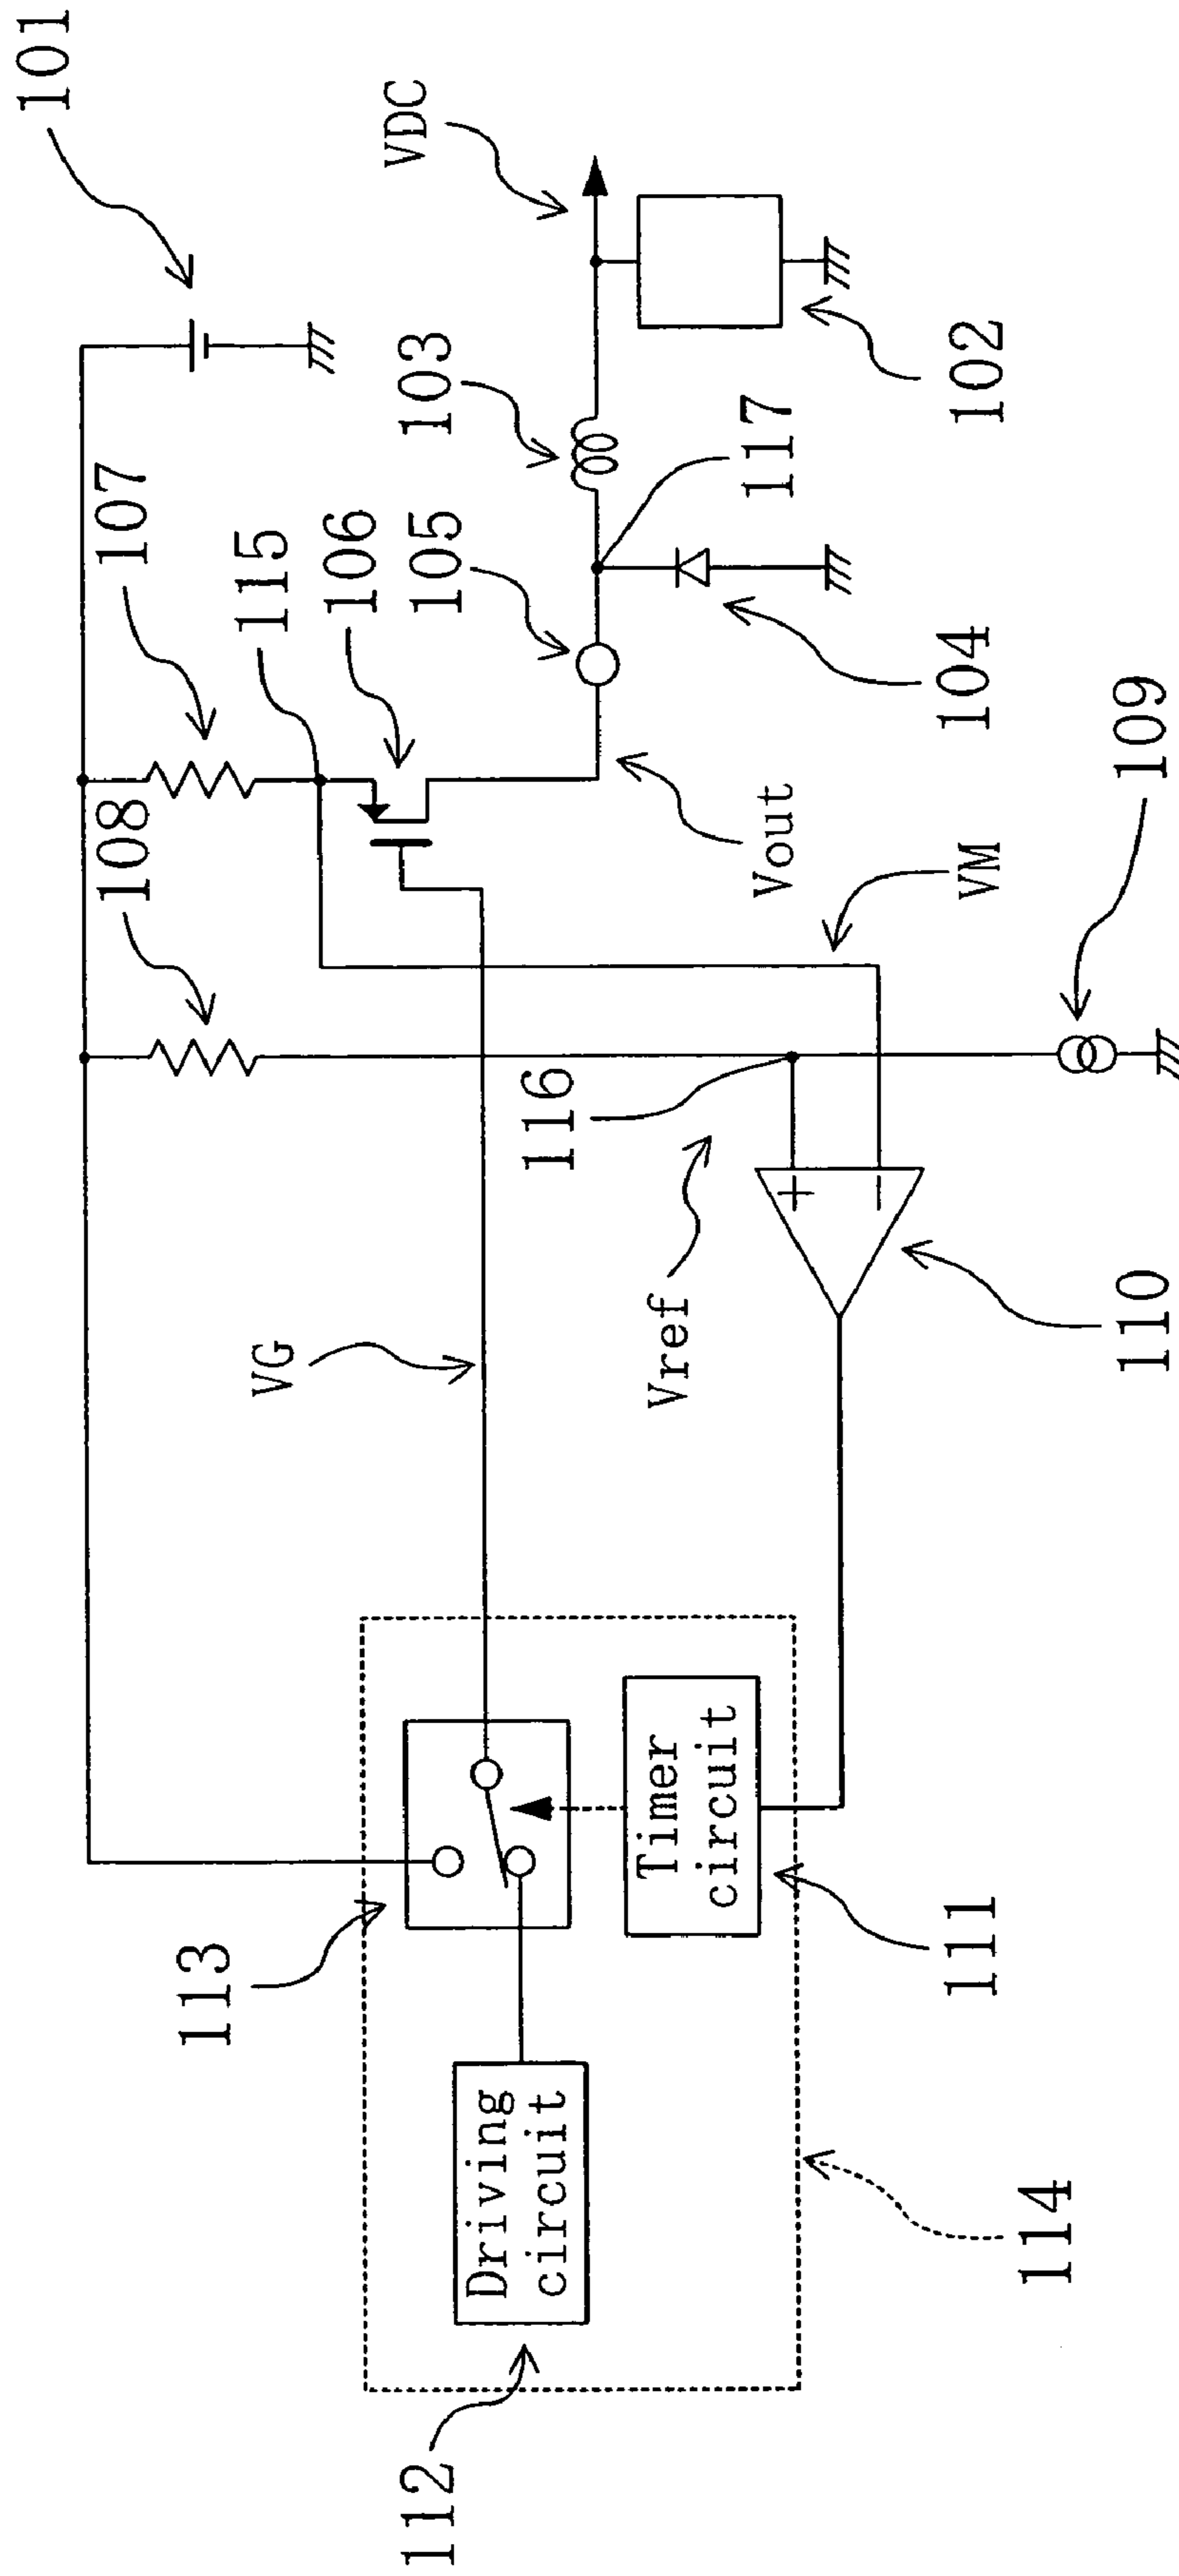 101
VDC
107
103
102
115
106
105
117
108
104
109
Vout
VM
116
Vref
VG
110
113
Timer
circuit
111
Driving
circuit
114
112
+
−